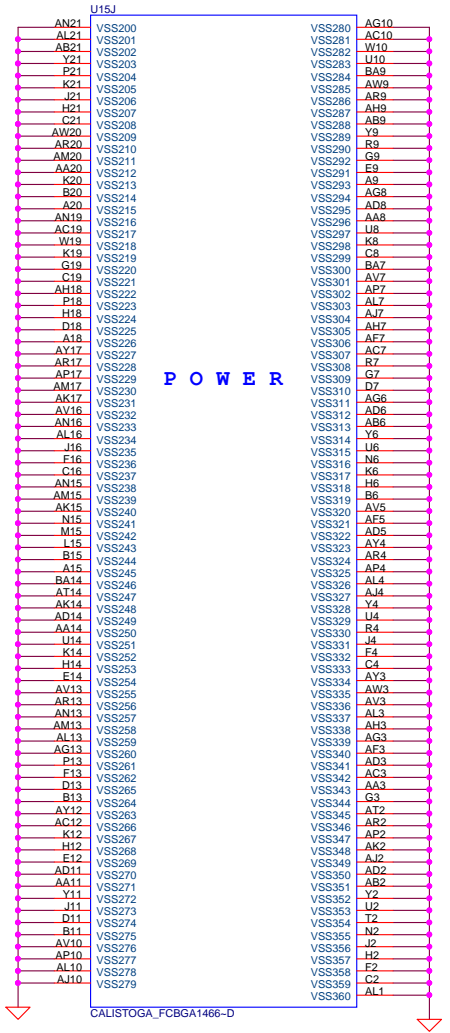 U15J
AN21 VSS200
AL21 VSS201
AB21 VSS202
Y21 VSS203
P21 VSS204
K21 VSS205
J21 VSS206
H21 VSS207
C21 VSS208
AW20 VSS209
AR20 VSS210
AM20 VSS211
AA20 VSS212
K20 VSS213
B20 VSS214
A20 VSS215
AN19 VSS216
AC19 VSS217
W19 VSS218
K19 VSS219
G19 VSS220
C19 VSS221
AH18 VSS222
P18 VSS223
H18 VSS224
D18 VSS225
A18 VSS226
AY17 VSS227
AR17 VSS228
AP17 VSS229
AM17 VSS230
AK17 VSS231
AV16 VSS232
AN16 VSS233
AL16 VSS234
J16 VSS235
F16 VSS236
C16 VSS237
AN15 VSS238
AM15 VSS239
AK15 VSS240
N15 VSS241
M15 VSS242
L15 VSS243
B15 VSS244
A15 VSS245
BA14 VSS246
AT14 VSS247
AK14 VSS248
AD14 VSS249
AA14 VSS250
U14 VSS251
K14 VSS252
H14 VSS253
E14 VSS254
AV13 VSS255
AR13 VSS256
AN13 VSS257
AM13 VSS258
AL13 VSS259
AG13 VSS260
P13 VSS261
F13 VSS262
D13 VSS265
B13 VSS264
AY12 VSS263
AC12 VSS266
K12 VSS267
H12 VSS268
E12 VSS269
AD11 VSS270
AA11 VSS271
Y11 VSS272
J11 VSS273
D11 VSS274
B11 VSS275
AV10 VSS276
AP10 VSS277
AL10 VSS278
AJ10 VSS279
P O W E R
VSS280 AG10
VSS281 AC10
VSS282 W10
VSS283 U10
VSS284 BA9
VSS285 AW9
VSS286 AR9
VSS287 AH9
VSS288 AB9
VSS289 Y9
VSS290 R9
VSS292 G9
VSS291 E9
VSS293 A9
VSS294 AG8
VSS295 AD8
VSS296 AA8
VSS297 U8
VSS298 K8
VSS299 C8
VSS300 BA7
VSS301 AV7
VSS302 AP7
VSS303 AL7
VSS304 AJ7
VSS305 AH7
VSS306 AF7
VSS307 AC7
VSS308 R7
VSS309 G7
VSS310 D7
VSS311 AG6
VSS312 AD6
VSS313 AB6
VSS314 Y6
VSS315 U6
VSS316 N6
VSS317 K6
VSS318 H6
VSS319 B6
VSS320 AV5
VSS321 AF5
VSS322 AD5
VSS323 AY4
VSS324 AR4
VSS325 AP4
VSS326 AL4
VSS327 AJ4
VSS328 Y4
VSS329 U4
VSS330 R4
VSS331 J4
VSS332 F4
VSS333 C4
VSS334 AY3
VSS335 AW3
VSS336 AV3
VSS337 AL3
VSS338 AH3
VSS339 AG3
VSS340 AF3
VSS341 AD3
VSS342 AC3
VSS343 AA3
VSS344 G3
VSS345 AT2
VSS346 AR2
VSS347 AP2
VSS348 AK2
VSS349 AJ2
VSS350 AD2
VSS351 AB2
VSS352 Y2
VSS353 U2
VSS354 T2
VSS355 N2
VSS356 J2
VSS357 H2
VSS358 F2
VSS359 C2
VSS360 AL1
CALISTOGA_FCBGA1466~D